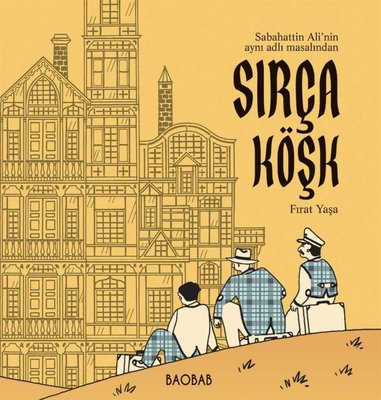 Sabahattin Ali'nin
aynı adlı masalından
SIRÇA
KÖŞK
Fırat Yaşa
BAOBAB